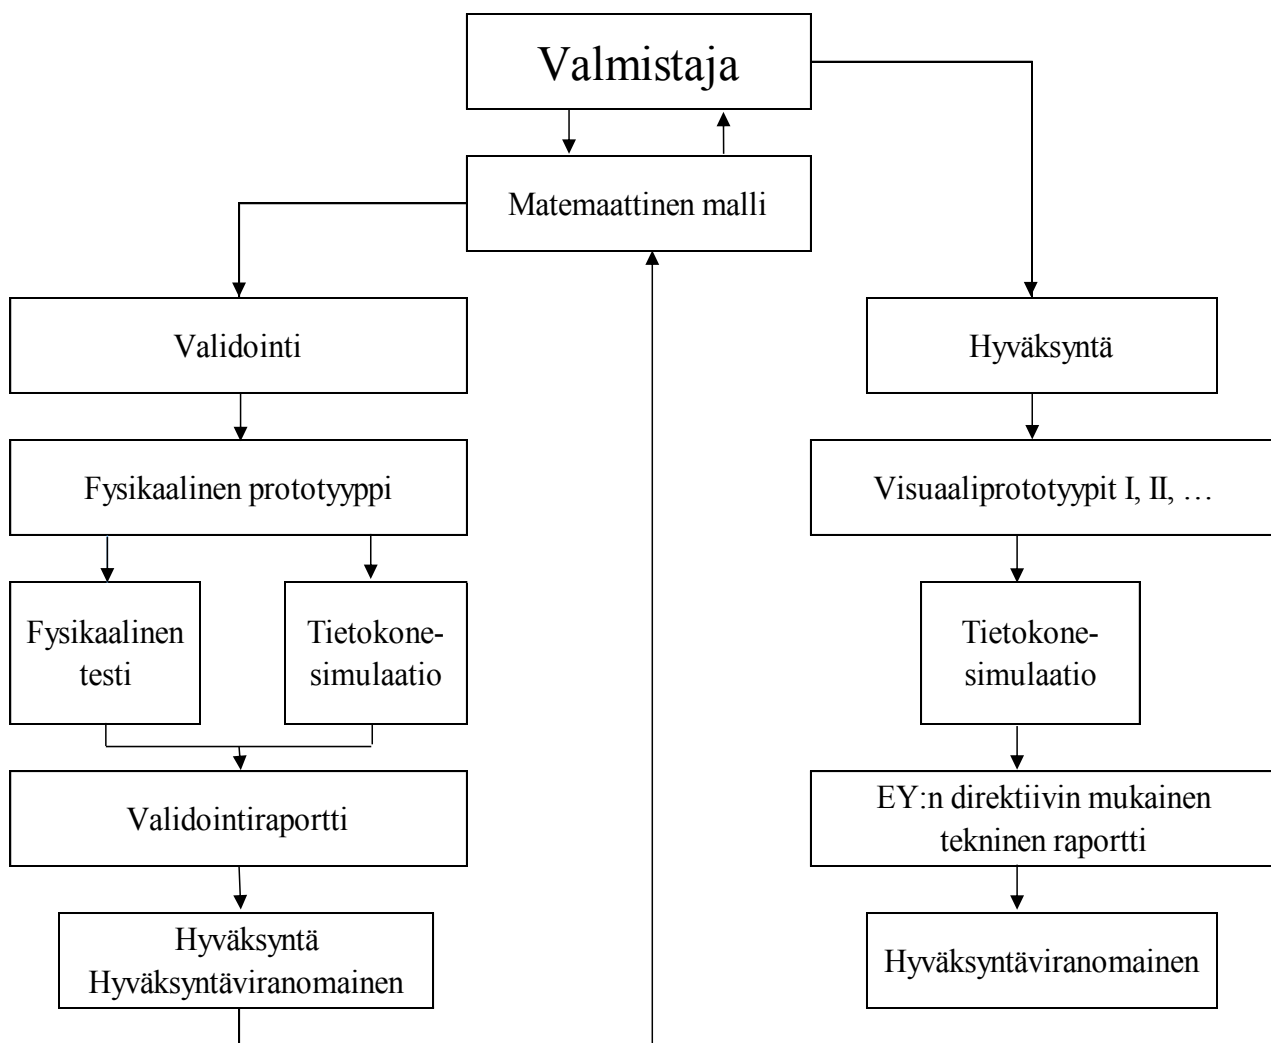 Valmistaja
Matemaattinen malli
Validointi
Hyväksyntä
Fysikaalinen prototyyppi
Visuaaliprototyypit I, II, …
Fysikaalinen
testi
Tietokone-
simulaatio
Tietokone-
simulaatio
Validointiraportti
EY:n direktiivin mukainen
tekninen raportti
Hyväksyntä
Hyväksyntäviranomainen
Hyväksyntäviranomainen